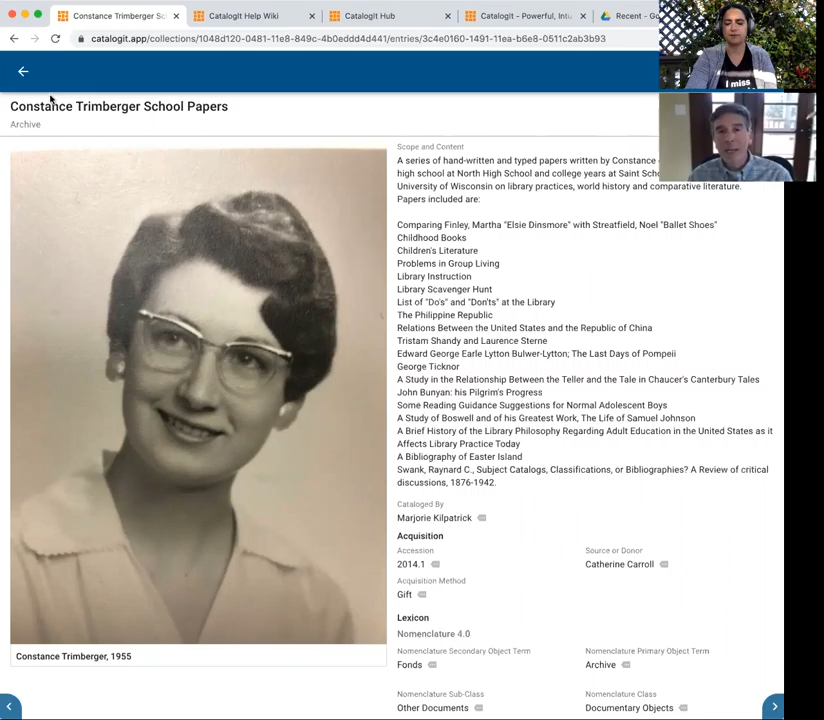 Constance Trimberger Sc
CatalogIt Help Wiki
CatalogIt Hub
CatalogIt - Powerful, Intu
Recent - Go
catalogit.app/collections/1048d120-0481-11e8-849c-4b0eddd4d441/entries/3c4e0160-1491-11ea-b6e8-0511c2ab3b93
I miss
Constance Trimberger School Papers
Archive
Scope and Content
A series of hand-written and typed papers written by Constance
high school at North High School and college years at Saint Scho
University of Wisconsin on library practices, world history and comparative literature.
Papers included are:
Comparing Finley, Martha "Elsie Dinsmore" with Streatfield, Noel "Ballet Shoes"
Childhood Books
Children's Literature
Problems in Group Living
Library Instruction
Library Scavenger Hunt
List of "Do's" and "Don'ts" at the Library
The Philippine Republic
Relations Between the United States and the Republic of China
Tristam Shandy and Laurence Sterne
Edward George Earle Lytton Bulwer-Lytton; The Last Days of Pompeii
George Ticknor
A Study in the Relationship Between the Teller and the Tale in Chaucer's Canterbury Tales
John Bunyan: his Pilgrim's Progress
Some Reading Guidance Suggestions for Normal Adolescent Boys
A Study of Boswell and of his Greatest Work, The Life of Samuel Johnson
A Brief History of the Library Philosophy Regarding Adult Education in the United States as it
Affects Library Practice Today
A Bibliography of Easter Island
Swank, Raynard C., Subject Catalogs, Classifications, or Bibliographies? A Review of critical
discussions, 1876-1942.
Cataloged By
Marjorie Kilpatrick
Acquisition
Accession
Source or Donor
2014.1
Catherine Carroll
Acquisition Method
Gift
Lexicon
Nomenclature 4.0
Nomenclature Secondary Object Term
Nomenclature Primary Object Term
Fonds
Archive
Nomenclature Sub-Class
Nomenclature Class
Other Documents
Documentary Objects
Constance Trimberger, 1955